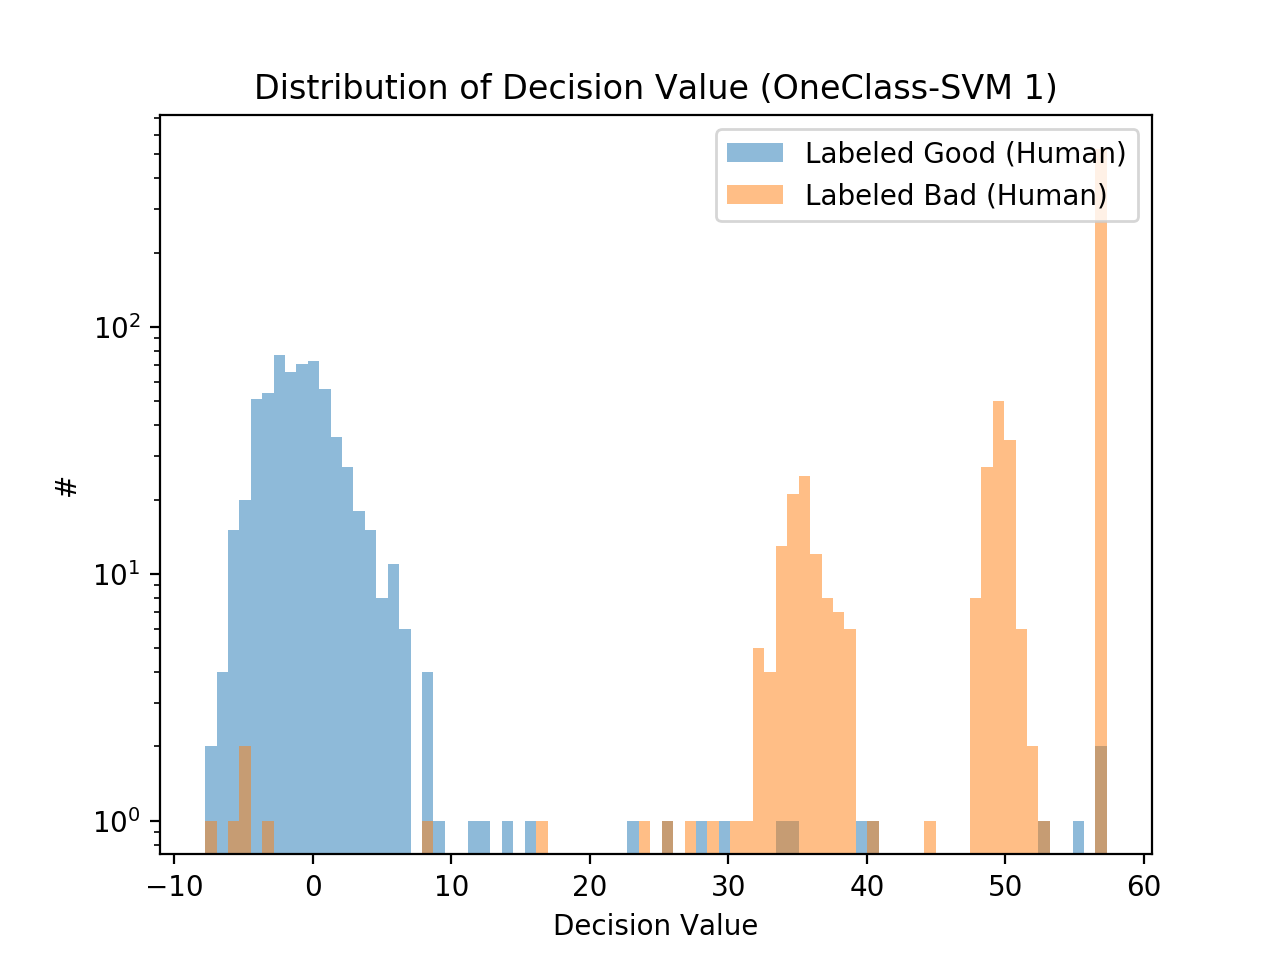 Distribution of Decision Value (OneClass-SVM 1)
Labeled Good (Human)
Labeled Bad (Human)
#
10²
10¹
10⁰
−10 0 10 20 30 40 50 60
Decision Value